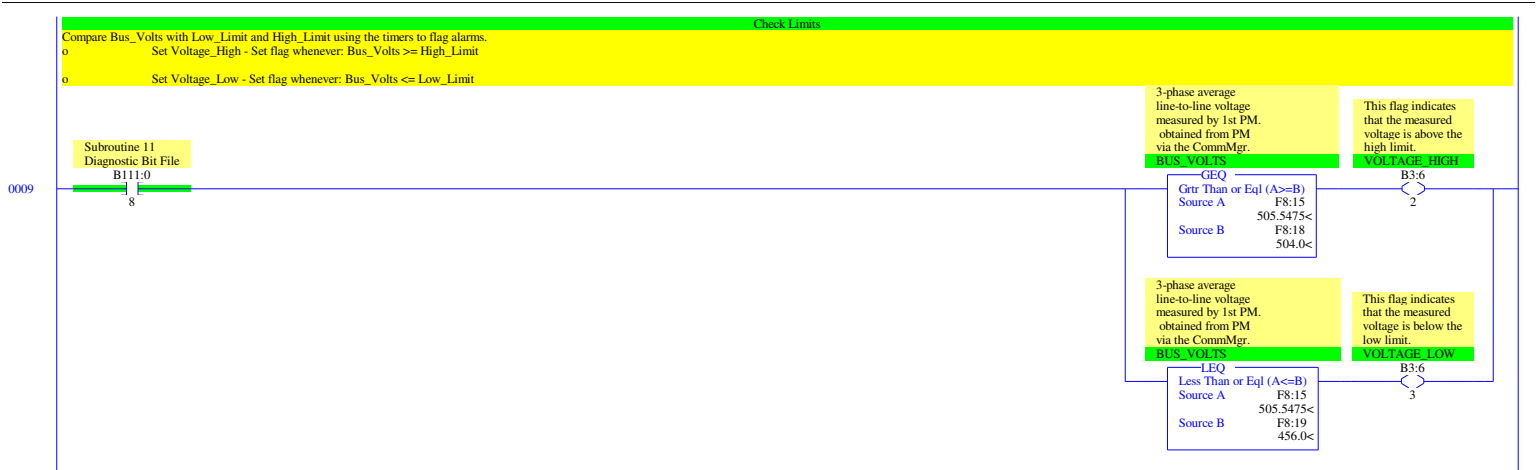 Check Limits
Compare Bus_Volts with Low_Limit and High_Limit using the timers to flag alarms.
o Set Voltage_High - Set flag whenever: Bus_Volts >= High_Limit
o Set Voltage_Low - Set flag whenever: Bus_Volts <= Low_Limit
0009
Subroutine 11
Diagnostic Bit File
B111:0
8
3-phase average
line-to-line voltage
measured by 1st PM.
obtained from PM
via the CommMgr.
BUS_VOLTS
GEQ
Grtr Than or Eql (A>=B)
Source A F8:15
505.5475<
Source B F8:18
504.0<
This flag indicates
that the measured
voltage is above the
high limit.
VOLTAGE_HIGH
B3:6
2
3-phase average
line-to-line voltage
measured by 1st PM.
obtained from PM
via the CommMgr.
BUS_VOLTS
LEQ
Less Than or Eql (A<=B)
Source A F8:15
505.5475<
Source B F8:19
456.0<
This flag indicates
that the measured
voltage is below the
low limit.
VOLTAGE_LOW
B3:6
3